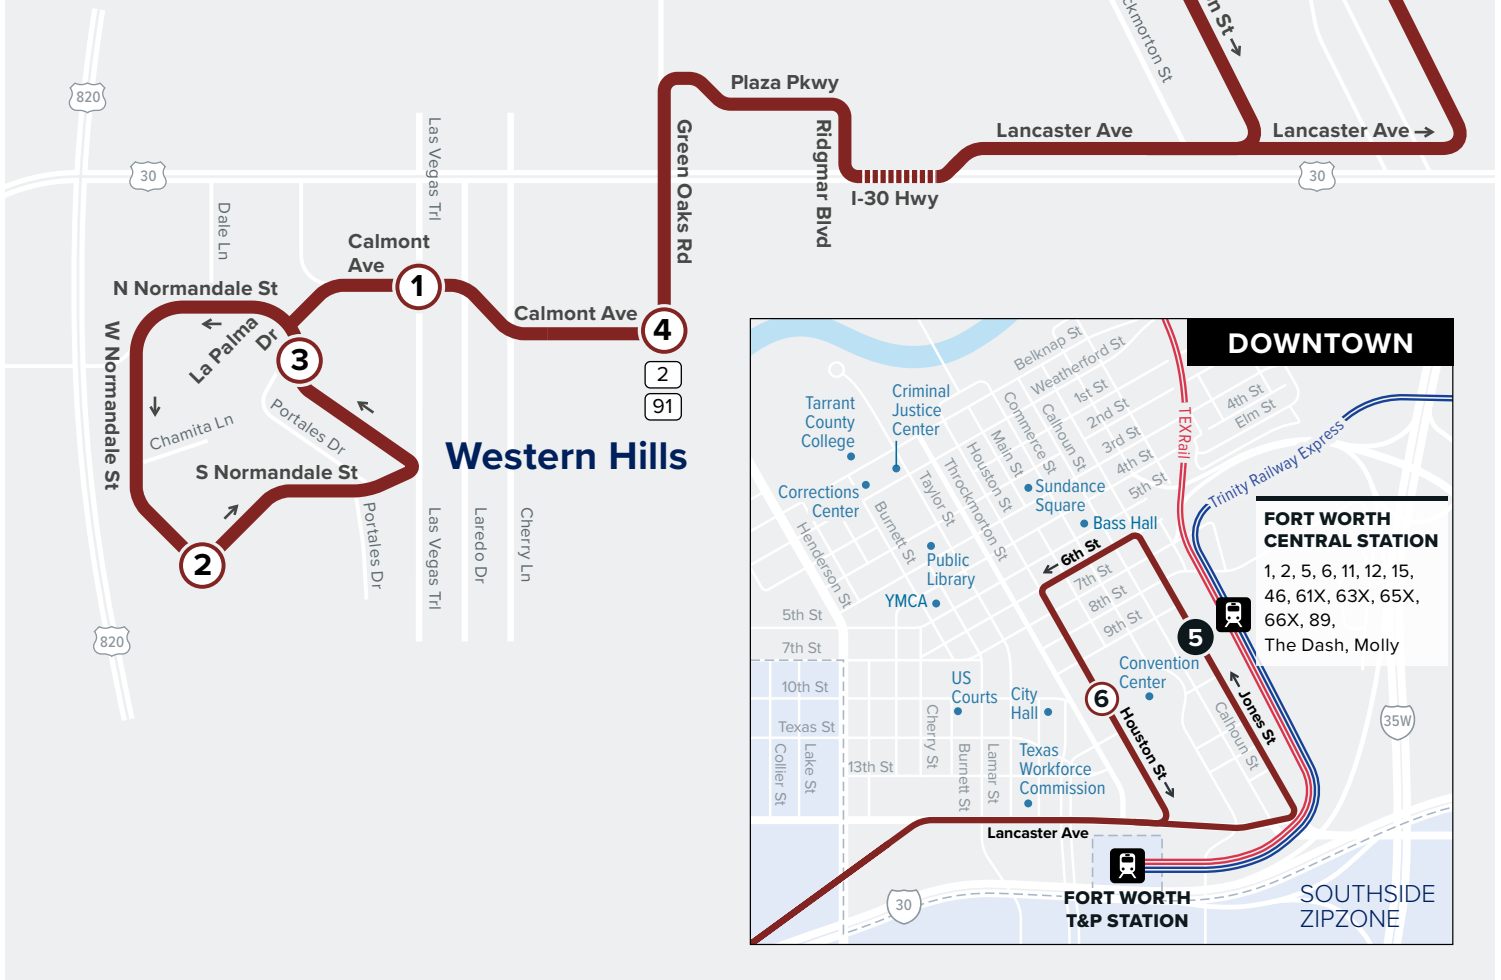 ckmorton St
n St
820
30
Las Vegas Trl
Plaza Pkwy
Green Oaks Rd
Ridgmar Blvd
I-30 Hwy
Lancaster Ave
Lancaster Ave
30
Dale Ln
Calmont
Ave
1
N Normandale St
W Normandale St
La Palma
Dr
3
Calmont Ave
4
2
91
Chamita Ln
Portales Dr
S Normandale St
Western Hills
2
Portales Dr
Las Vegas Trl
Laredo Dr
Cherry Ln
820
DOWNTOWN
Belknap St
Weatherford St
1st St
2nd St
3rd St
4th St
5th St
4th St
Elm St
TEXRail
Trinity Railway Express
Tarrant
County
College
Criminal
Justice
Center
Corrections
Center
Commerce St
Calhoun St
Main St
Houston St
Throckmorton St
Taylor St
Burnett St
Henderson St
Sundance
Square
Bass Hall
Public
Library
YMCA
6th St
7th St
8th St
9th St
FORT WORTH
CENTRAL STATION
1, 2, 5, 6, 11, 12, 15,
46, 61X, 63X, 65X,
66X, 89,
The Dash, Molly
5
Convention
Center
6
Houston St
Jones St
Calhoun St
5th St
7th St
10th St
Texas St
13th St
Collier St
Lake St
Cherry St
Burnett St
Lamar St
US
Courts
City
Hall
Texas
Workforce
Commission
35W
Lancaster Ave
30
FORT WORTH
T&P STATION
SOUTHSIDE
ZIPZONE